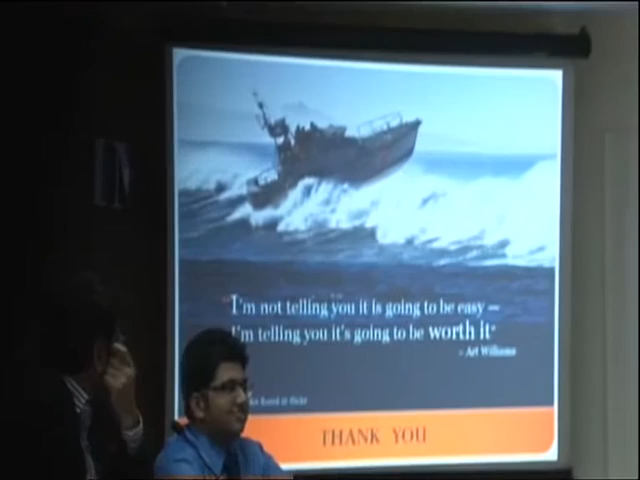 "I'm not telling you it is going to be easy –
I'm telling you it's going to be worth it"
- Art Williams
THANK YOU